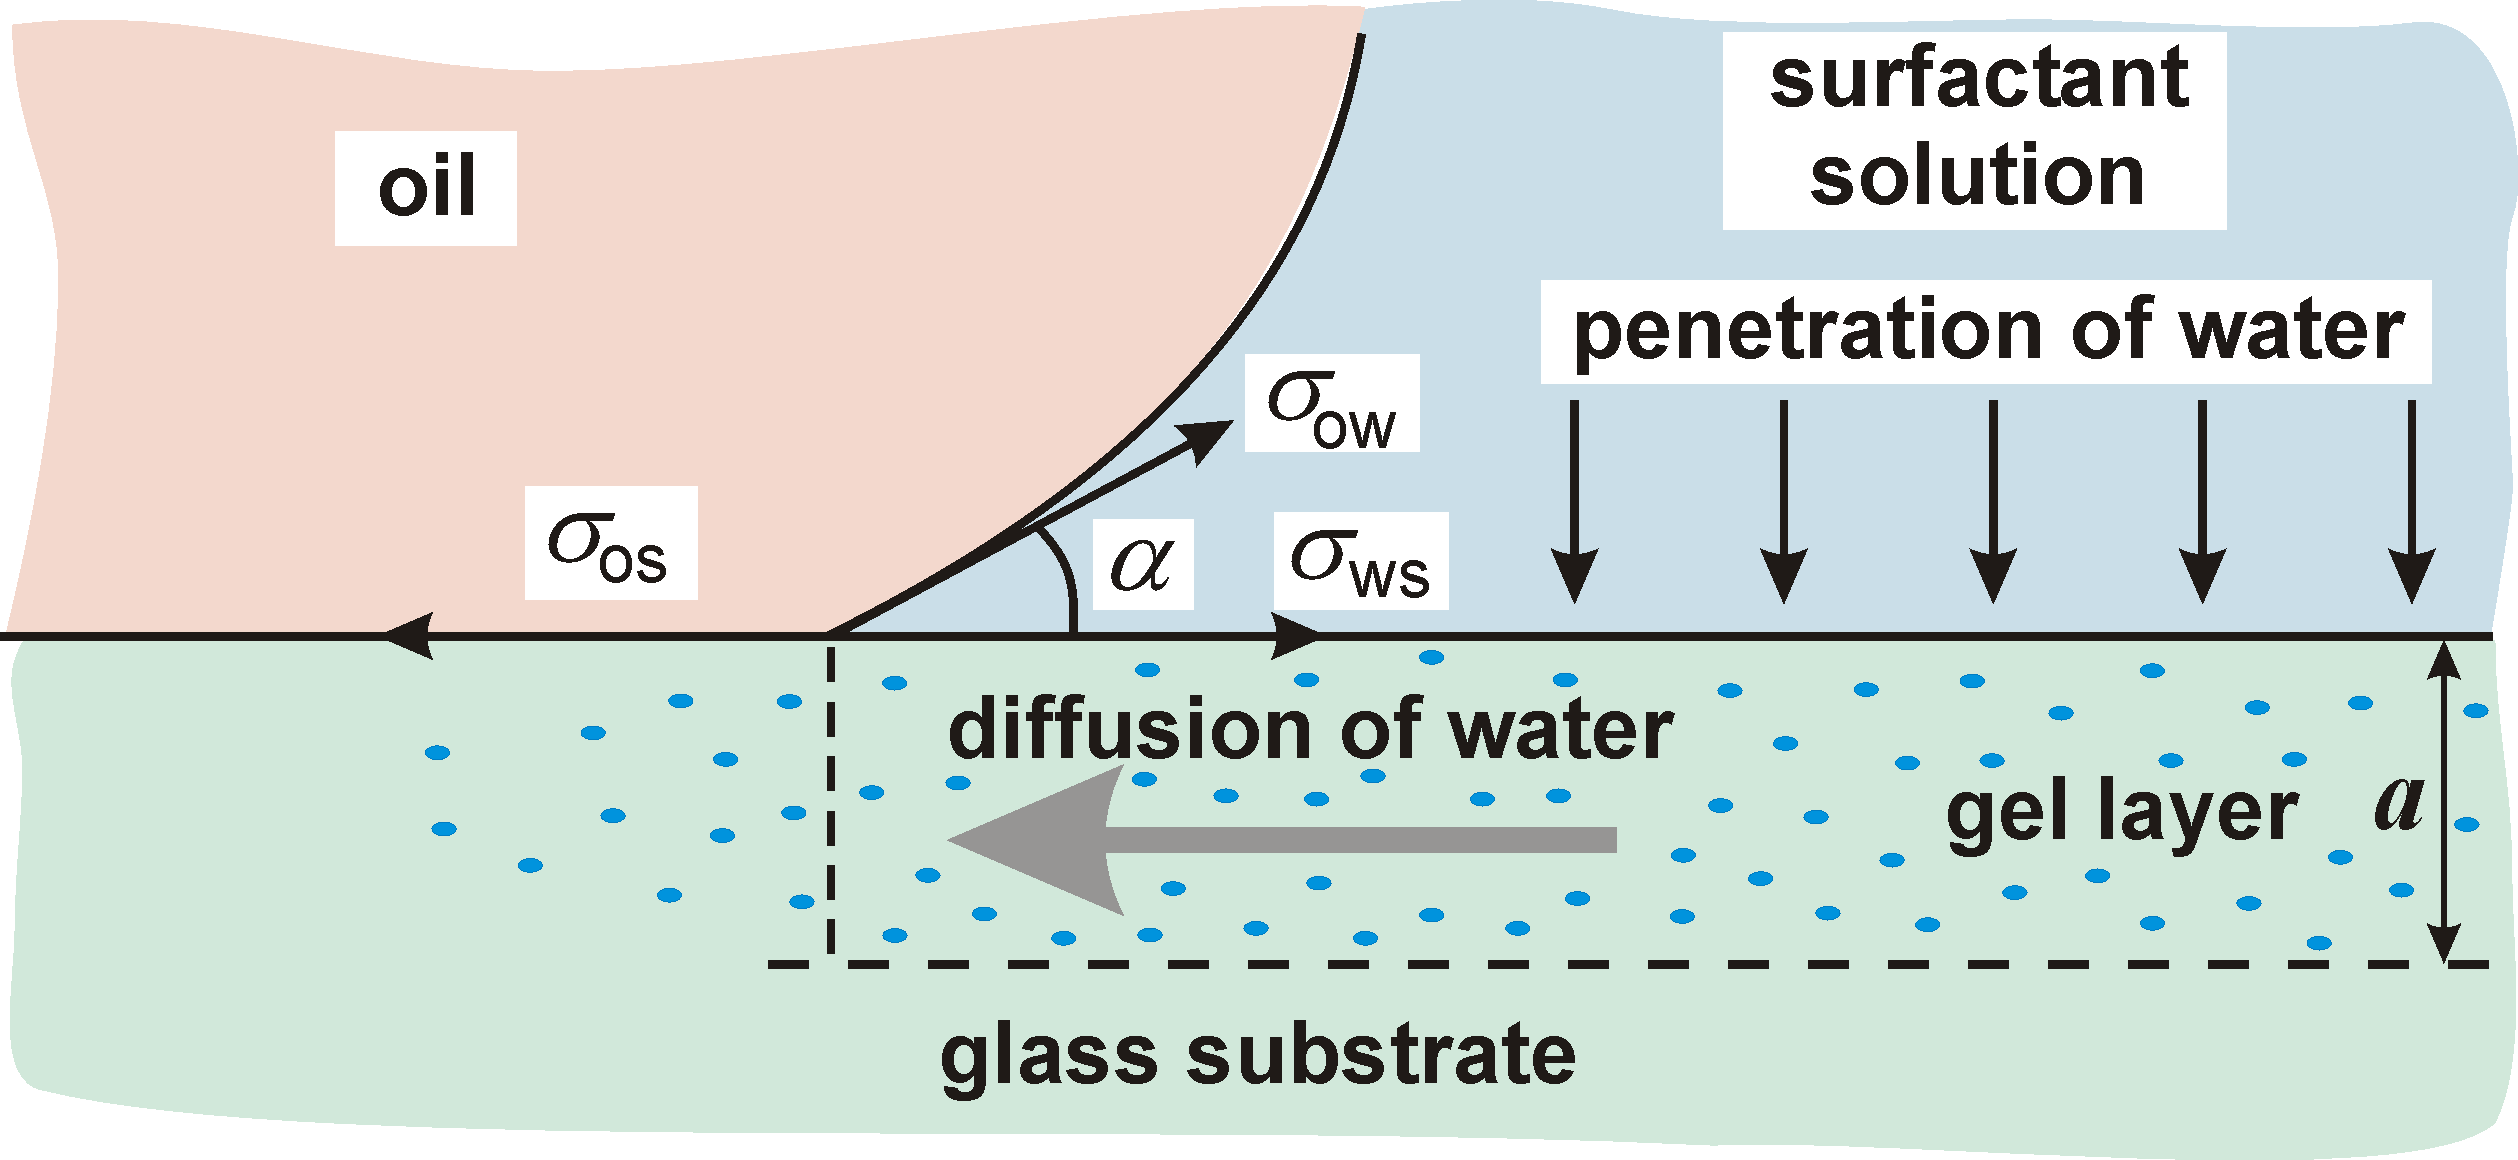 oil
surfactant
solution
penetration of water
σow
σos
α
σws
diffusion of water
gel layer
a
glass substrate